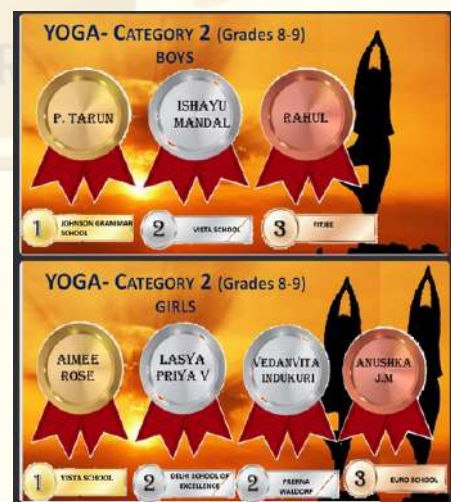 YOGA- CATEGORY 2 (Grades 8-9)
BOYS
P. TARUN
ISHAYU
MANDAL
RAHUL
1 JOHNSON GRAMMAR
SCHOOL
2 VISTA SCHOOL
3 FITJEE
YOGA- CATEGORY 2 (Grades 8-9)
GIRLS
AIMEE
ROSE
LASYA
PRIYA V
VEDANVITA
INDUKURI
ANUSHKA
J.M
1 VISTA SCHOOL
2 DELHI SCHOOL OF
EXCELLENCE
2 PRERNA
WALDORF
3 EURO SCHOOL